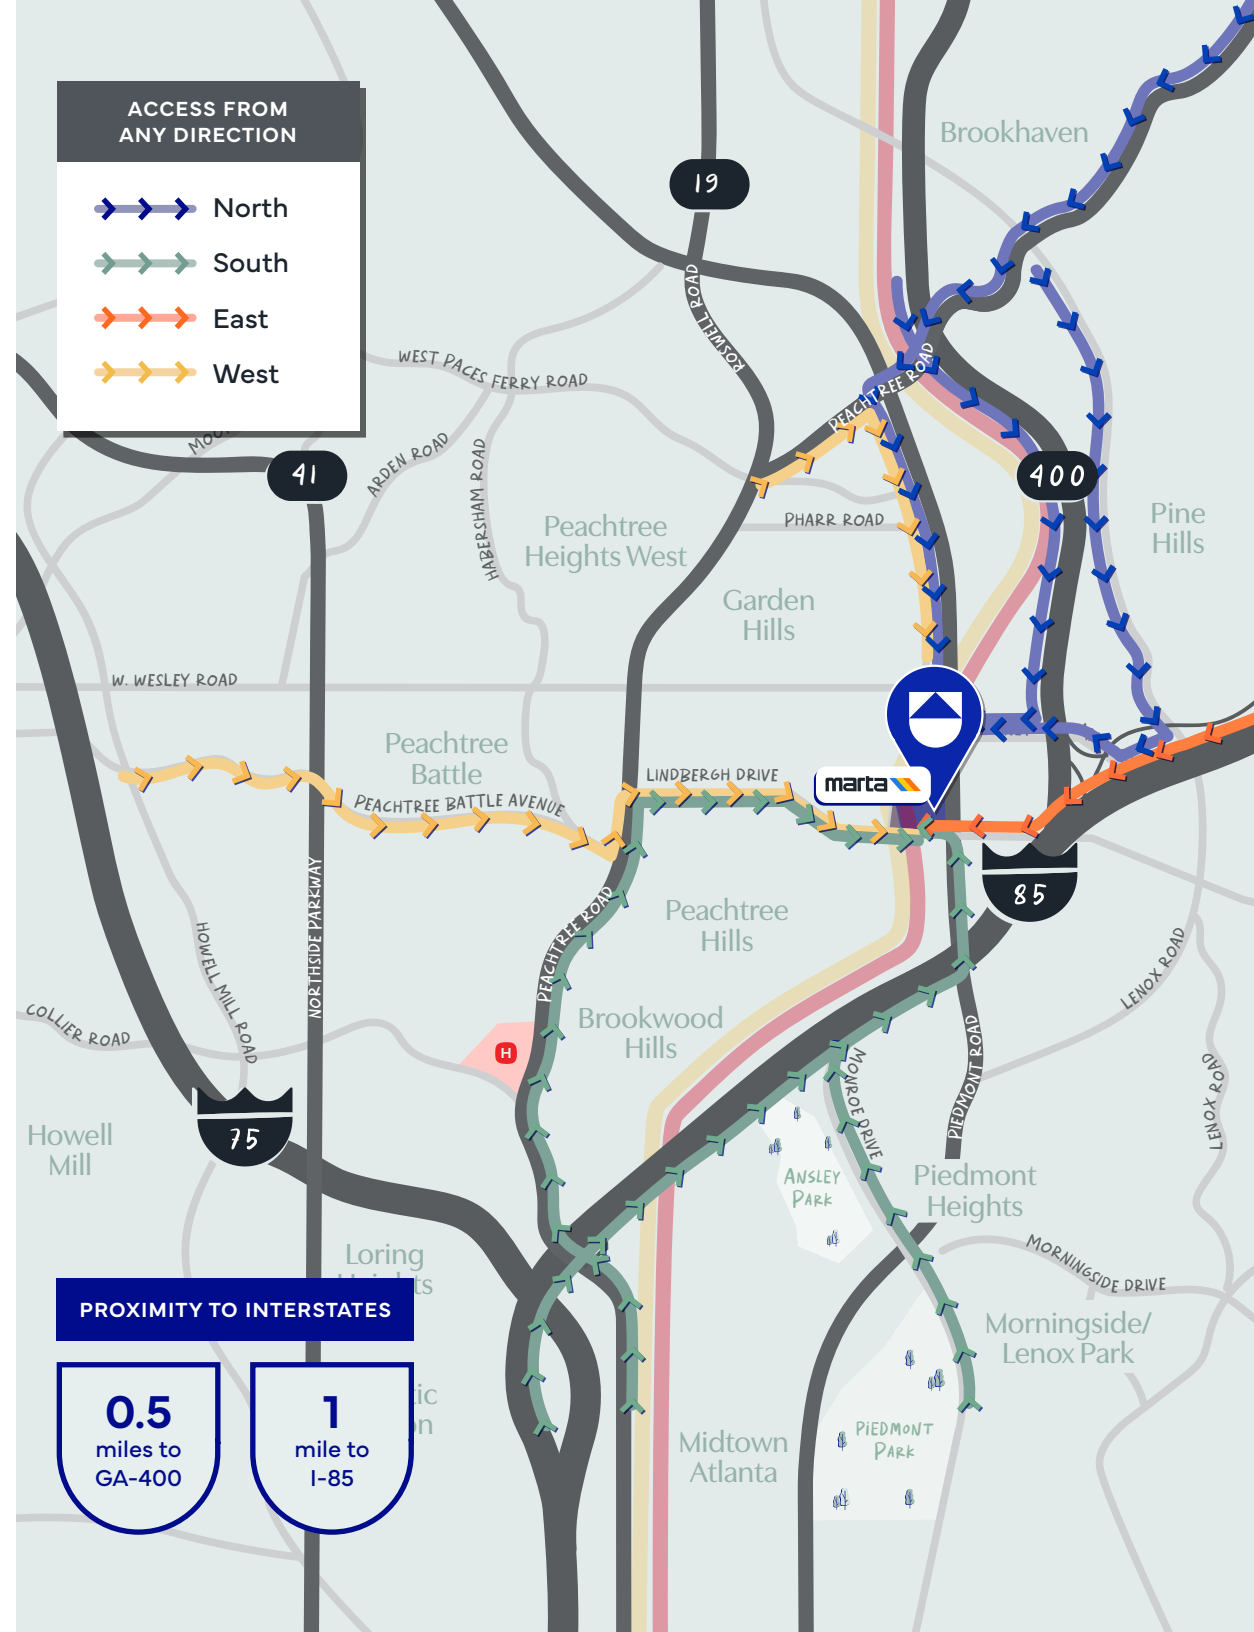 ACCESS FROM
ANY DIRECTION
North
South
East
West
Brookhaven
19
ROSWELL ROAD
WEST PACES FERRY ROAD
PEACHTREE ROAD
ARDEN ROAD
HABERSHAM ROAD
41
400
PHARR ROAD
Peachtree
Heights West
Pine
Hills
Garden
Hills
W. WESLEY ROAD
Peachtree
Battle
LINDBERGH DRIVE
marta
PEACHTREE BATTLE AVENUE
85
NORTHSIDE PARKWAY
PEACHTREE ROAD
Peachtree
Hills
HOWELL MILL ROAD
LENOX ROAD
COLLIER ROAD
Brookwood
Hills
H
MONROE DRIVE
PIEDMONT ROAD
LENOX ROAD
75
Howell
Mill
ANSLEY
PARK
Piedmont
Heights
Loring
MORNINGSIDE DRIVE
Morningside/
Lenox Park
PROXIMITY TO INTERSTATES
0.5
miles to
GA-400
1
mile to
I-85
PIEDMONT
PARK
Midtown
Atlanta